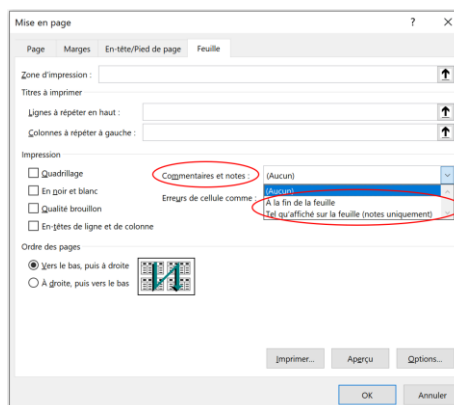 Mise en page ? ×
Page Marges En-tête/Pied de page Feuille
Zone d'impression :
Titres à imprimer
Lignes à répéter en haut :
Colonnes à répéter à gauche :
Impression
Quadrillage Commentaires et notes : (Aucun)
En noir et blanc (Aucun)
Erreurs de cellule comme : À la fin de la feuille
Qualité brouillon Tel qu'affiché sur la feuille (notes uniquement)
En-têtes de ligne et de colonne
Ordre des pages
Vers le bas, puis à droite
À droite, puis vers le bas
Imprimer... Aperçu Options...
OK Annuler